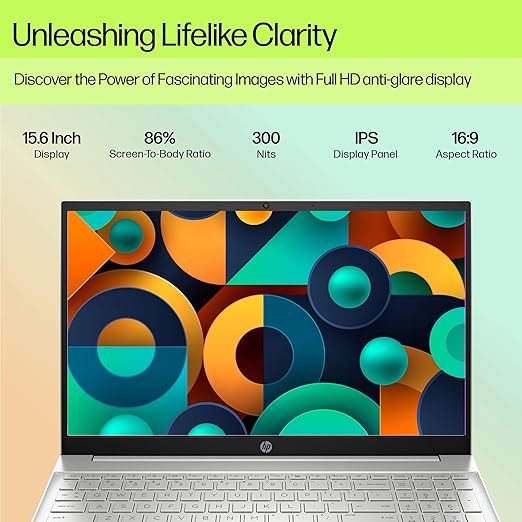 Unleashing Lifelike Clarity
Discover the Power of Fascinating Images with Full HD anti-glare display
15.6 Inch
Display
86%
Screen-To-Body Ratio
300
Nits
IPS
Display Panel
16:9
Aspect Ratio
hp